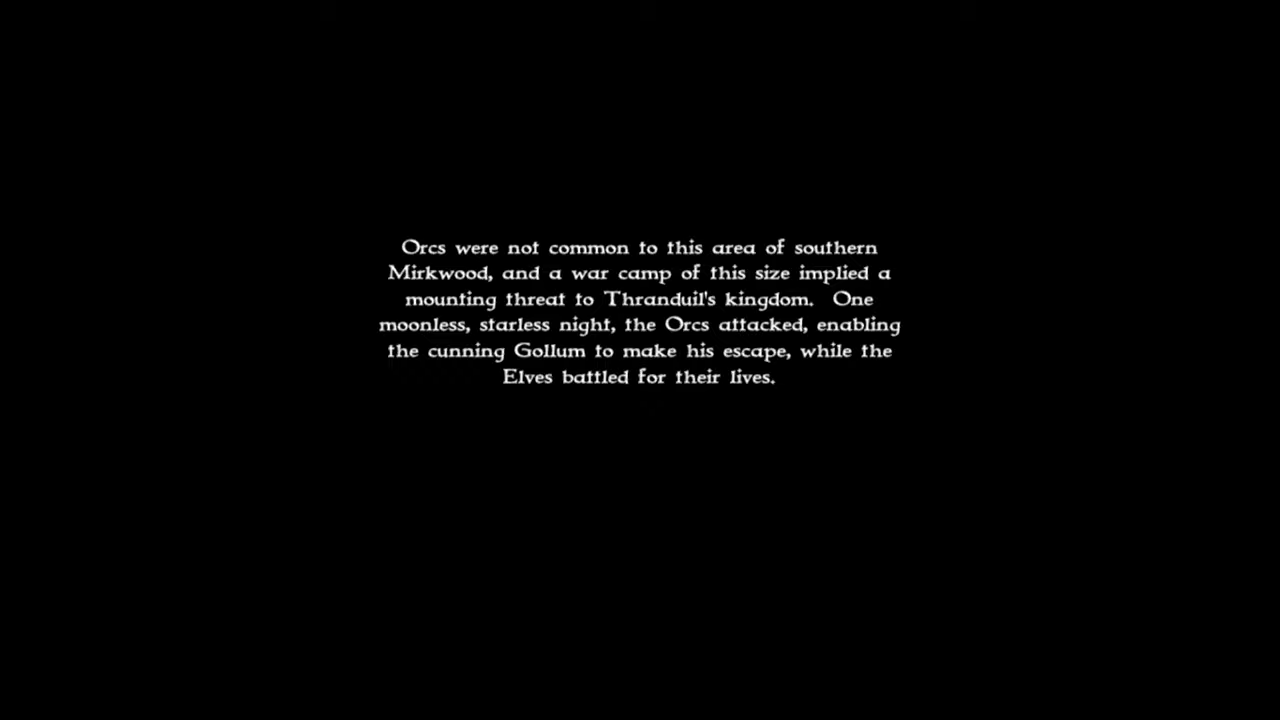 Orcs were not common to this area of southern
Mirkwood, and a war camp of this size implied a
mounting threat to Thranduil's kingdom.  One
moonless, starless night, the Orcs attacked, enabling
the cunning Gollum to make his escape, while the
Elves battled for their lives.